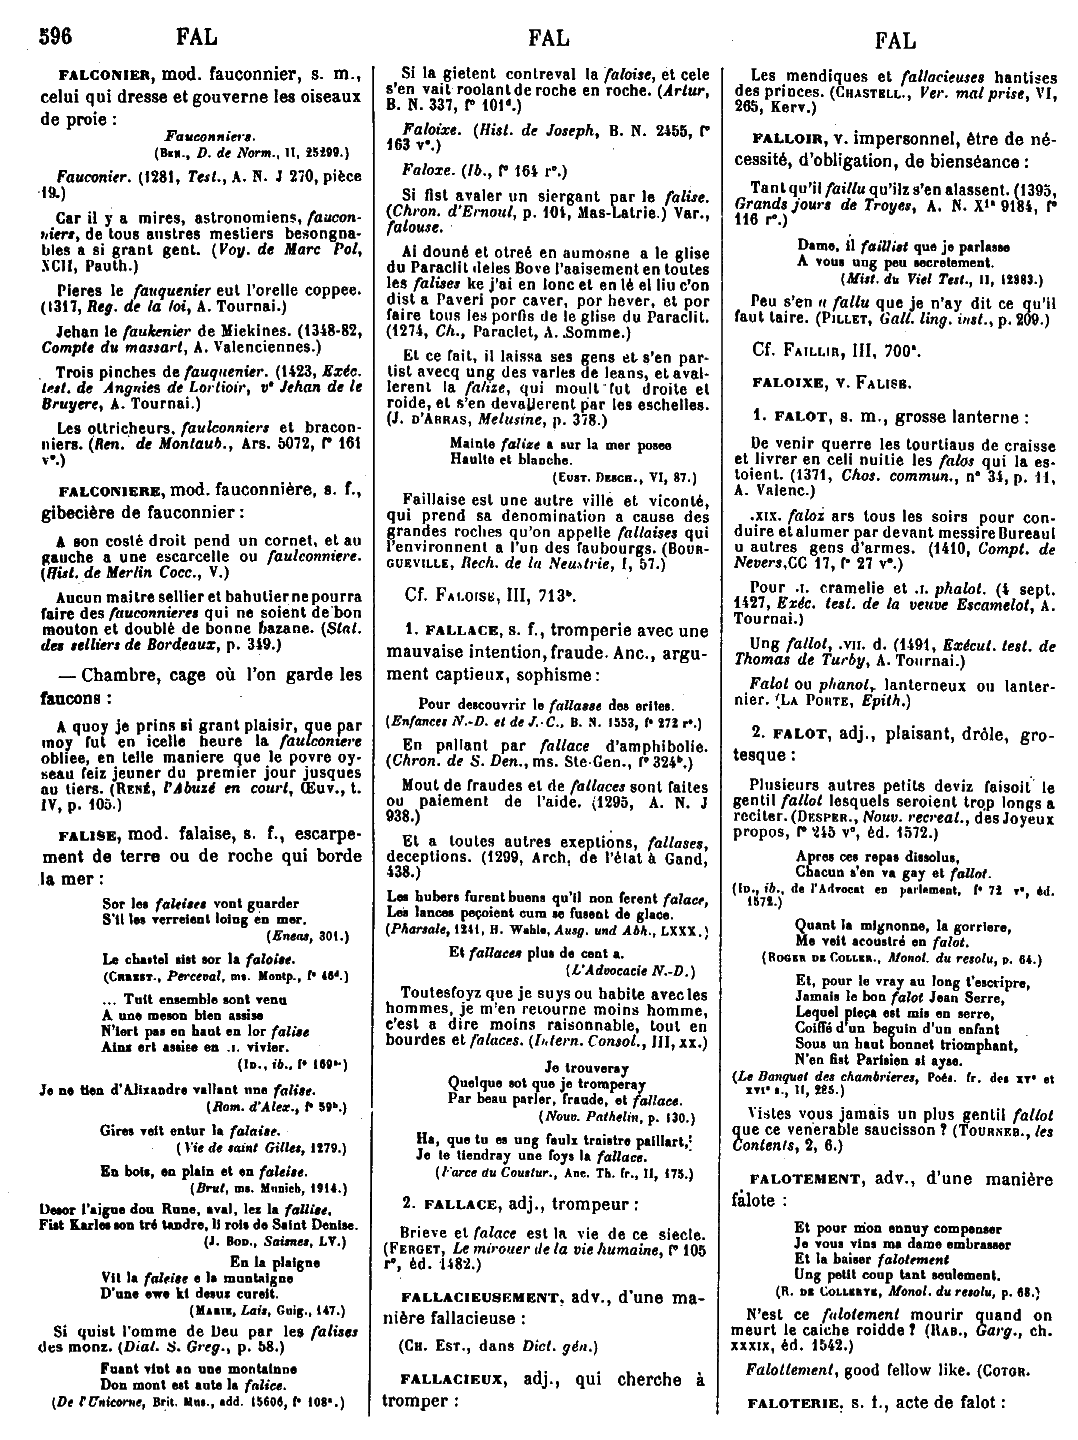 596 FAL FAL FAL
FALCONIER, mod. fauconnier, s. m.,
celui qui dresse et gouverne les oiseaux
de proie :
Fauconniers.
(BEN., D. de Norm., II, 25299.)
Fauconier. (1281, Test., A. N. J 270, pièce
19.)
Car il y a mires, astronomiens, faucon-
niers, de tous austres mestiers besongna-
bles a si grant gent. (Voy. de Marc Pol,
XCII, Pauth.)
Pieres le fauquenier eut l'orelle coppee.
(1317, Reg. de la loi, A. Tournai.)
Jehan le faukenier de Miekines. (1348-82,
Compte du massart, A. Valenciennes.)
Trois pinches de fauquenier. (1423, Exéc.
test. de Angnies de Lortioir, vᵉ Jehan de le
Bruyere, A. Tournai.)
Les oltricheurs, faulconniers et bracon-
niers. (Ren. de Montaub., Ars. 5072, fº 161
vº.)
FALCONIERE, mod. fauconnière, s. f.,
gibecière de fauconnier :
A son costé droit pend un cornet, et au
gauche a une escarcelle ou faulconniere.
(Hist. de Merlin Cocc., V.)
Aucun maitre sellier et bahutier ne pourra
faire des fauconnieres qui ne soient de bon
mouton et doublé de bonne bazane. (Stat.
des selliers de Bordeaux, p. 349.)
— Chambre, cage où l'on garde les
faucons :
A quoy je prins si grant plaisir, que par
moy fut en icelle heure la faulconiere
obliee, en telle maniere que le povre oy-
seau feiz jeuner du premier jour jusques
au tiers. (RENÉ, l'Abuzé en court, Œuv., t.
IV, p. 105.)
FALISE, mod. falaise, s. f., escarpe-
ment de terre ou de roche qui borde
la mer :
Sor les faleises vont guarder
S'il les verreient loing en mer.
(Eneas, 301.)
Le chastel sist sor la faloise.
(CHREST., Perceval, ms. Montp., fº 46ᵈ.)
... Tuit ensemble sont venu
A une meson bien assise
N'iert pas en haut en lor falise
Ainz ert assise en .I. vivier.
(ID., ib., fº 169ᵇ.)
Je ne tien d'Alixandre vallant une falise.
(Rom. d'Alex., fº 59ᵇ.)
Gires veit entur la falaise.
(Vie de saint Gilles, 1279.)
En bois, en plain et en faleise.
(Brut, ms. Munich, 1914.)
Desor l'aigue dou Rune, aval, lez la fallise,
Fist Karles son tré tandre, li rois de Saint Denise.
(J. BOD., Saisnes, LV.)
En la plaigne
Vit la faleise e la muntaigne
D'une ewe ki desuz cureit.
(MARIE, Lais, Guig., 147.)
Si quist l'omme de Deu par les falises
des monz. (Dial. S. Greg., p. 58.)
Fuant vint an une montainne
Don mont est aute la falice.
(De l'Unicorne, Brit. Mus., add. 15606, fº 108ᵃ.)
Si la gietent contreval la faloise, et cele
s'en vait roolant de roche en roche. (Artur,
B. N. 337, fº 101ᵈ.)
Faloixe. (Hist. de Joseph, B. N. 2455, fº
163 vº.)
Faloxe. (Ib., fº 164 rº.)
Si fist avaler un siergant par le falise.
(Chron. d'Ernoul, p. 104, Mas-Latrie.) Var.,
falouse.
Ai douné et otreé en aumosne a le glise
du Paraclit deles Bove l'aaisement en toutes
les falises ke j'ai en lonc et en lé el liu c'on
dist a Paveri por caver, por hever, et por
faire tous les porfis de le glise du Paraclit.
(1274, Ch., Paraclet, A. Somme.)
Et ce fait, il laissa ses gens et s'en par-
tist avecq ung des varles de leans, et aval-
lerent la falize, qui moult fut droite et
roide, et s'en devallerent par les eschelles.
(J. D'ARRAS, Melusine, p. 378.)
Mainte falize a sur la mer posee
Haulte et blanche.
(EUST. DESCH., VI, 87.)
Faillaise est une autre ville et viconté,
qui prend sa denomination a cause des
grandes roches qu'on appelle fallaises qui
l'environnent a l'un des faubourgs. (BOUR-
GUEVILLE, Rech. de la Neustrie, I, 57.)
Cf. FALOISE, III, 713ᵇ.
1. FALLACE, s. f., tromperie avec une
mauvaise intention, fraude. Anc., argu-
ment captieux, sophisme :
Pour descouvrir le fallasse des erites.
(Enfances N.-D. et de J.-C., B. N. 1553, fº 272 rº.)
En pallant par fallace d'amphibolie.
(Chron. de S. Den., ms. Ste-Gen., fº 324ᵇ.)
Mout de fraudes et de fallaces sont faites
ou paiement de l'aide. (1295, A. N. J
938.)
Et a toutes autres exeptions, fallases,
deceptions. (1299, Arch. de l'état à Gand,
438.)
Les hubers furent buens qu'il non ferent falace,
Les lances peçoient cum se fusent de glace.
(Pharsale, 1241, H. Wahle, Ausg. und Abh., LXXX.)
Et fallaces plus de cent a.
(L'Advocacie N.-D.)
Toutesfoyz que je suys ou habite avec les
hommes, je m'en retourne moins homme,
c'est a dire moins raisonnable, tout en
bourdes et falaces. (Intern. Consol., III, xx.)
Je trouveray
Quelque sot que je tromperay
Par beau parler, fraude, et fallace.
(Nouv. Pathelin, p. 130.)
Ha, que tu es ung faulx traistre paillart,
Je te tiendray une foys la fallace.
(Farce du Coustur., Anc. Th. fr., II, 175.)
2. FALLACE, adj., trompeur :
Brieve et falace est la vie de ce siecle.
(FERGET, Le mirouer de la vie humaine, fº 105
rº, éd. 1482.)
FALLACIEUSEMENT, adv., d'une ma-
nière fallacieuse :
(CH. EST., dans Dict. gén.)
FALLACIEUX, adj., qui cherche à
tromper :
Les mendiques et fallacieuses hantises
des princes. (CHASTELL., Ver. mal prise, VI,
265, Kerv.)
FALLOIR, v. impersonnel, être de né-
cessité, d'obligation, de bienséance :
Tant qu'il faillu qu'ilz s'en alassent. (1395,
Grands jours de Troyes, A. N. X¹ᵃ 9184, fº
116 rº.)
Dame, il faillist que je parlasse
A vous ung peu secretement.
(Mist. du Viel Test., II, 12983.)
Peu s'en a fallu que je n'ay dit ce qu'il
faut taire. (PILLET, Gall. ling. inst., p. 209.)
Cf. FAILLIR, III, 700ᵃ.
FALOIXE, v. FALISE.
1. FALOT, s. m., grosse lanterne :
De venir querre les tourtiaus de craisse
et livrer en celi nuitie les falos qui la es-
toient. (1371, Chos. commun., nº 34, p. 11,
A. Valenc.)
.XIX. faloz ars tous les soirs pour con-
duire et alumer par devant messire Bureaul
u autres gens d'armes. (1410, Compt. de
Nevers, CC 17, fº 27 vº.)
Pour .I. cramelie et .I. phalot. (4 sept.
1427, Exéc. test. de la veuve Escamelot, A.
Tournai.)
Ung fallot, .VII. d. (1491, Exécut. test. de
Thomas de Turby, A. Tournai.)
Falot ou phanol, lanterneux ou lanter-
nier. (LA PORTE, Epith.)
2. FALOT, adj., plaisant, drôle, gro-
tesque :
Plusieurs autres petits deviz faisoit le
gentil fallot lesquels seroient trop longs a
reciter. (DESPER., Nouv. recreat., des Joyeux
propos, fº 245 vº, éd. 1572.)
Apres ces repas dissolus,
Chacun s'en va gay et fallot.
(ID., ib., de l'Advocat en parlement, fº 72 rº, éd.
1572.)
Quant la mignonne, la gorriere,
Me veit acoustré en falot.
(ROGER DE COLLER., Monol. du resolu, p. 64.)
Et, pour le vray au long t'escripre,
Jamais le bon falot Jean Serre,
Lequel pieça est mis en serre,
Coiffé d'un beguin d'un enfant
Sous un haut bonnet triomphant,
N'en fist Parisien si ayse.
(Le Banquet des chambrieres, Poés. fr. des XVᵉ et
XVIᵉ s., II, 285.)
Vistes vous jamais un plus gentil fallot
que ce venerable saucisson ? (TOURNEB., les
Contents, 2, 6.)
FALOTEMENT, adv., d'une manière
falote :
Et pour mon ennuy compenser
Je vous vins ma dame embrasser
Et la baiser falotement
Ung petit coup tant seulement.
(R. DE COLLERYE, Monol. du resolu, p. 68.)
N'est ce falotement mourir quand on
meurt le caiche roidde ? (RAB., Garg., ch.
XXXIX, éd. 1542.)
Falottement, good fellow like. (COTGR.
FALOTERIE, s. f., acte de falot :